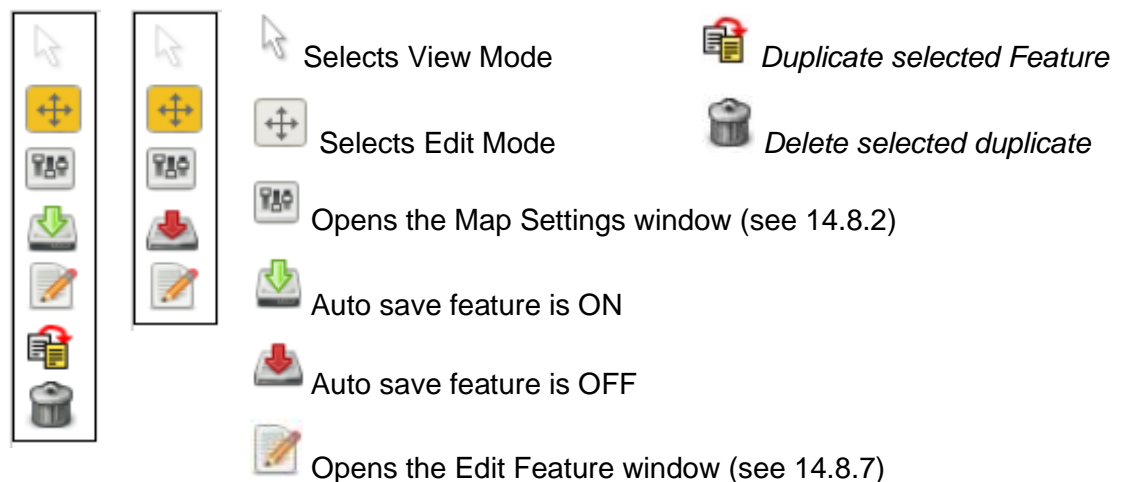 Selects View Mode
Duplicate selected Feature
Selects Edit Mode
Delete selected duplicate
Opens the Map Settings window (see 14.8.2)
Auto save feature is ON
Auto save feature is OFF
Opens the Edit Feature window (see 14.8.7)